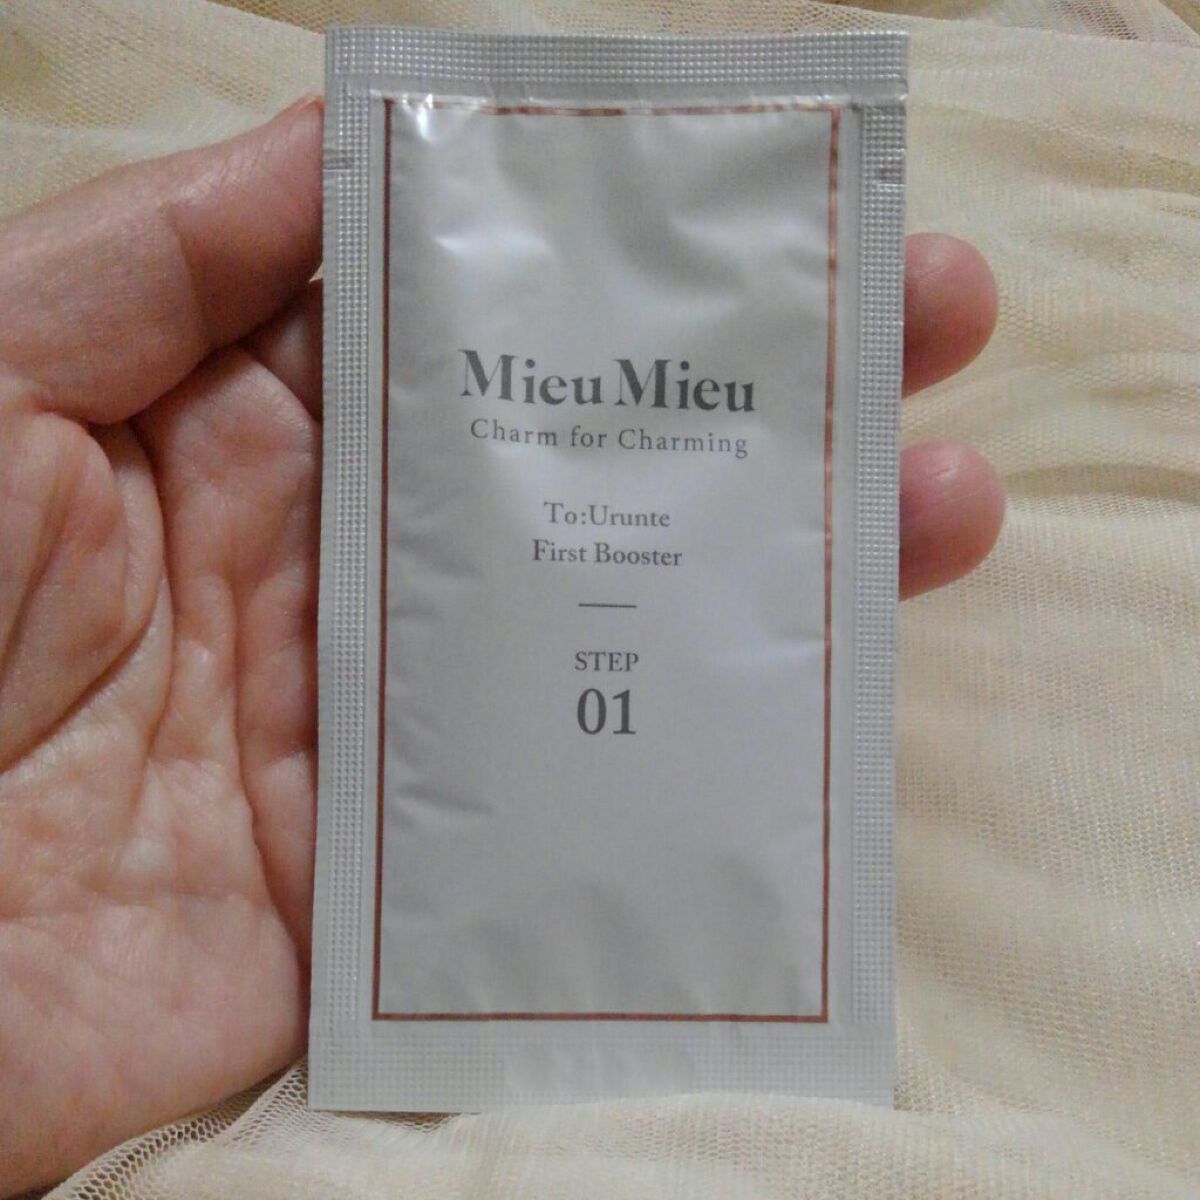 Mieu Mieu
Charm for Charming
To:Urunte
First Booster
STEP
01